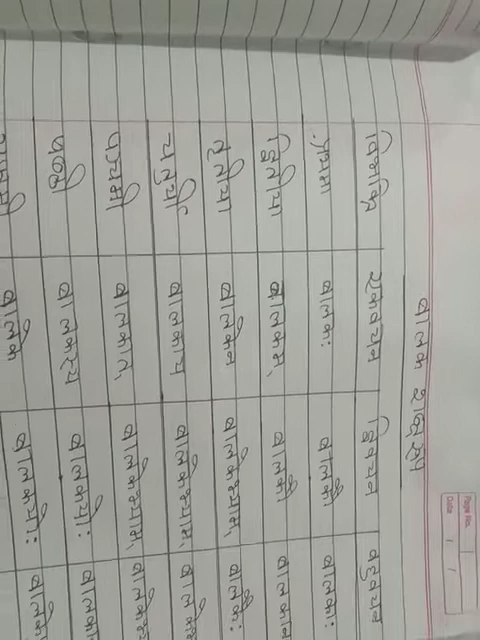 Page No.
Date / /
बालक शब्द रूप
विभक्ति एकवचन द्विवचन बहुवचन
प्रथमा बालक: बालकौ बालका:
द्वितीया बालकम् बालकौ बालकान
तृतीया बालकेन बालकेभ्याम् बालकै:
चतुर्थी बालकाय बालकेभ्याम्
पञ्चमी बालकात् बालकेभ्याम्
षष्ठी बालकस्य बालकयो:
बालके बालकयो: